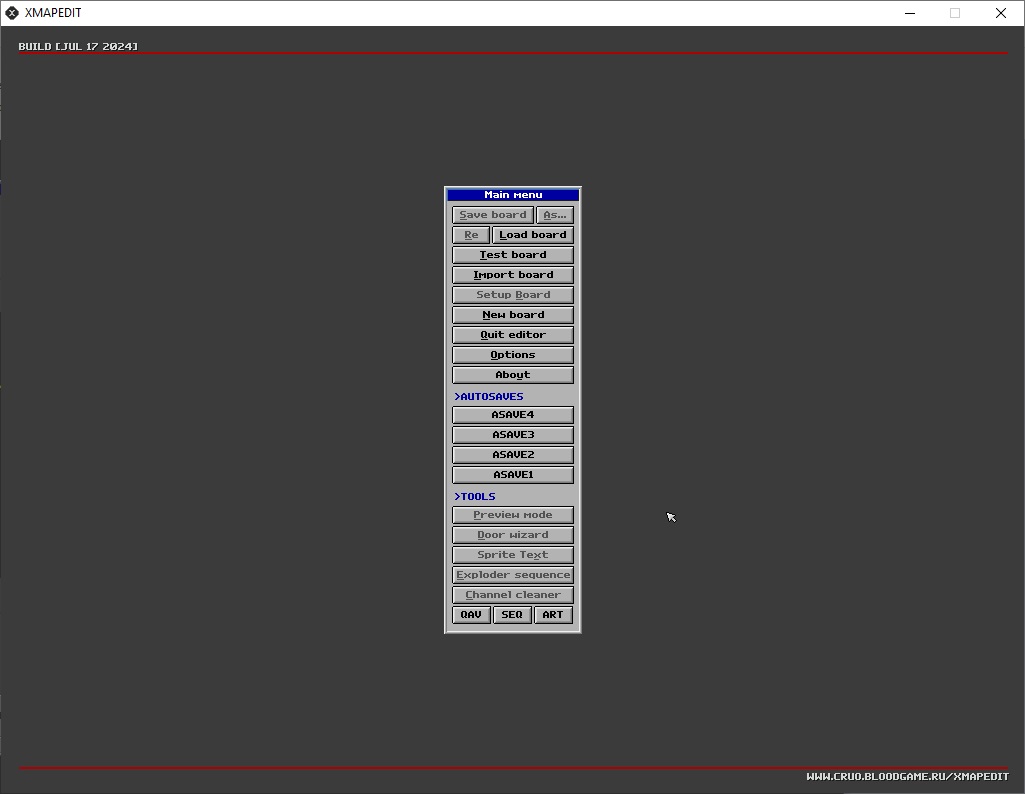 XMAPEDIT
BUILD [JUL 17 2024]
Main menu
Save board As...
Re Load board
Test board
Import board
Setup Board
New board
Quit editor
Options
About
>AUTOSAVES
ASAVE4
ASAVE3
ASAVE2
ASAVE1
>TOOLS
Preview mode
Door wizard
Sprite Text
Exploder sequence
Channel cleaner
QAV SEQ ART
WWW.CRUO.BLOODGAME.RU/XMAPEDIT